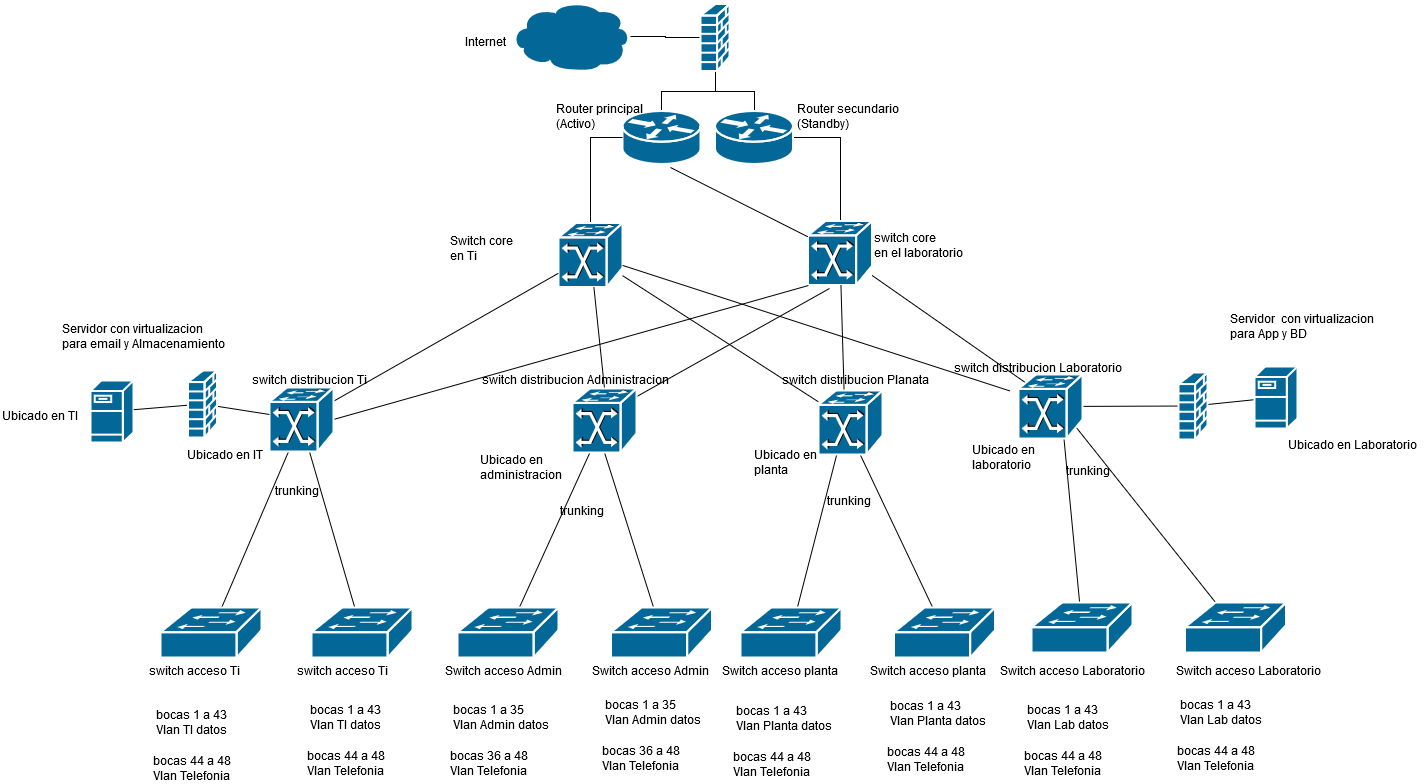 Internet
Router principal
(Activo)
Router secundario
(Standby)
Switch core
en Ti
switch core
en el laboratorio
Servidor con virtualizacion
para email y Almacenamiento
Servidor con virtualizacion
para App y BD
switch distribucion Ti
switch distribucion Administracion
switch distribucion Planata
switch distribucion Laboratorio
Ubicado en TI
Ubicado en IT
Ubicado en
administracion
Ubicado en
planta
Ubicado en
laboratorio
Ubicado en Laboratorio
trunking
trunking
trunking
trunking
switch acceso Ti
switch acceso Ti
Switch acceso Admin
Switch acceso Admin
Switch acceso planta
Switch acceso planta
Switch acceso Laboratorio
Switch acceso Laboratorio
bocas 1 a 43
Vlan TI datos
bocas 1 a 43
Vlan TI datos
bocas 1 a 35
Vlan Admin datos
bocas 1 a 35
Vlan Admin datos
bocas 1 a 43
Vlan Planta datos
bocas 1 a 43
Vlan Planta datos
bocas 1 a 43
Vlan Lab datos
bocas 1 a 43
Vlan Lab datos
bocas 44 a 48
Vlan Telefonia
bocas 44 a 48
Vlan Telefonia
bocas 36 a 48
Vlan Telefonia
bocas 36 a 48
Vlan Telefonia
bocas 44 a 48
Vlan Telefonia
bocas 44 a 48
Vlan Telefonia
bocas 44 a 48
Vlan Telefonia
bocas 44 a 48
Vlan Telefonia